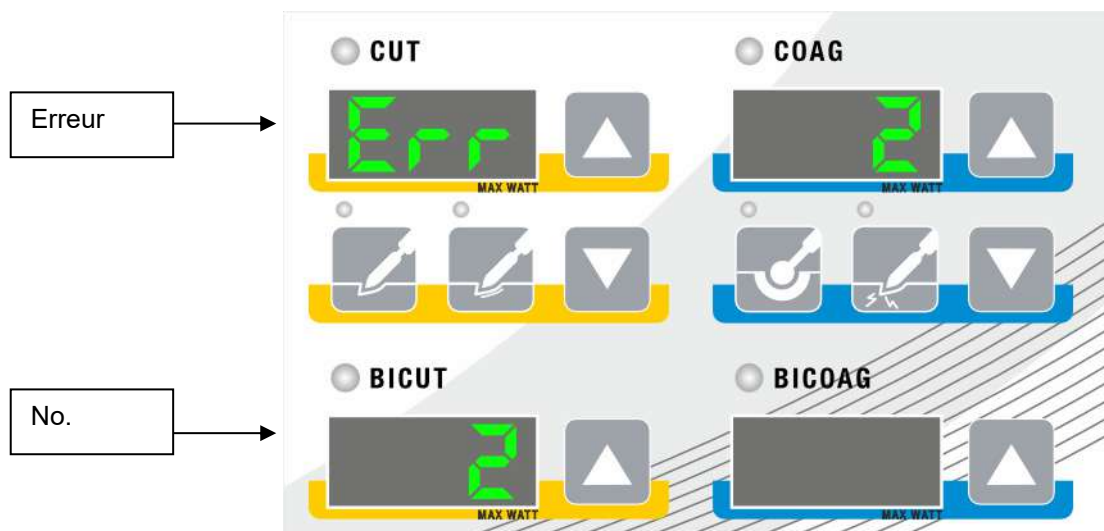 CUT
COAG
Erreur
Err
2
MAX WATT
MAX WATT
BICUT
BICOAG
No.
2
MAX WATT
MAX WATT